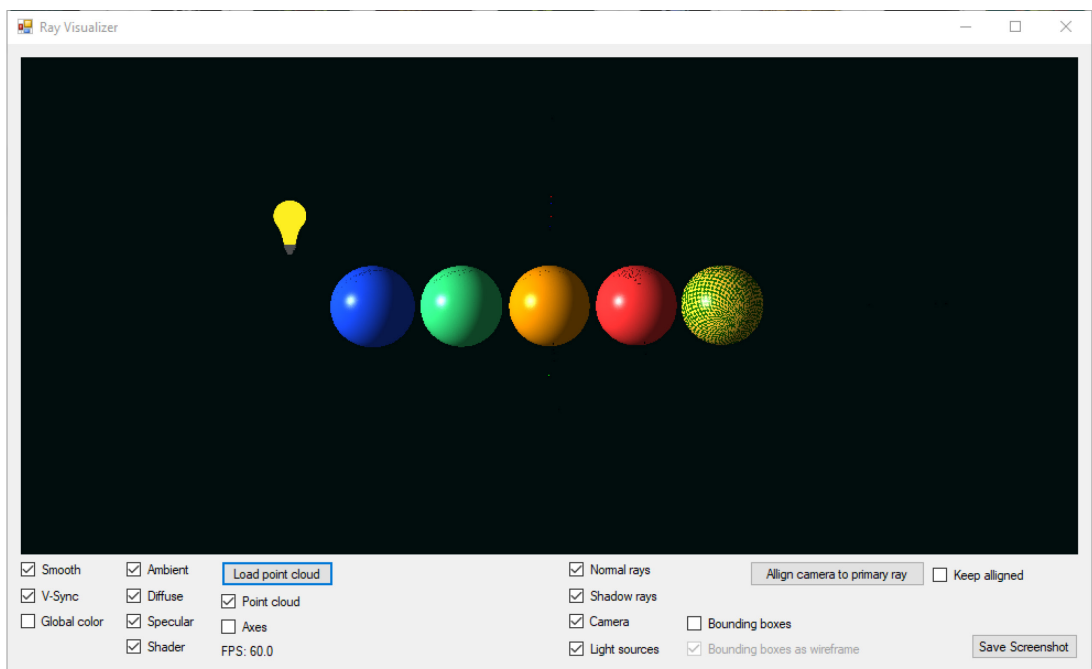 Ray Visualizer
Smooth
V-Sync
Global color
Ambient
Diffuse
Specular
Shader
Load point cloud
Point cloud
Axes
FPS: 60.0
Normal rays
Shadow rays
Camera
Light sources
Bounding boxes
Bounding boxes as wireframe
Allign camera to primary ray
Keep alligned
Save Screenshot